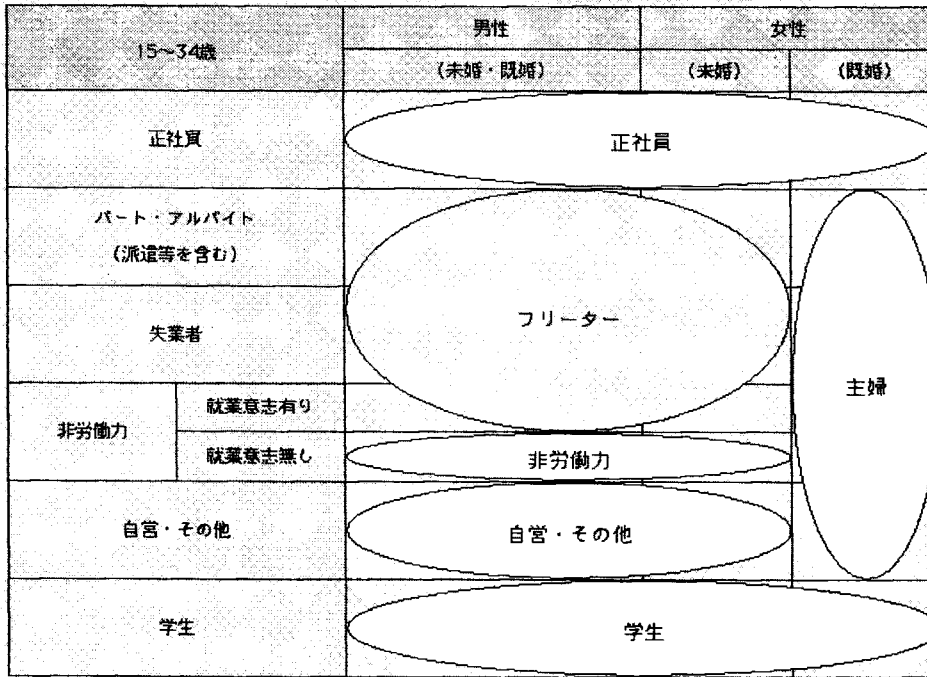 15～34歳
男性
女性
(未婚・既婚)
(未婚)
(既婚)
正社員
正社員
パート・アルバイト
(派遣等を含む)
フリーター
失業者
主婦
非労働力
就業意志有り
就業意志無し
非労働力
自営・その他
自営・その他
学生
学生